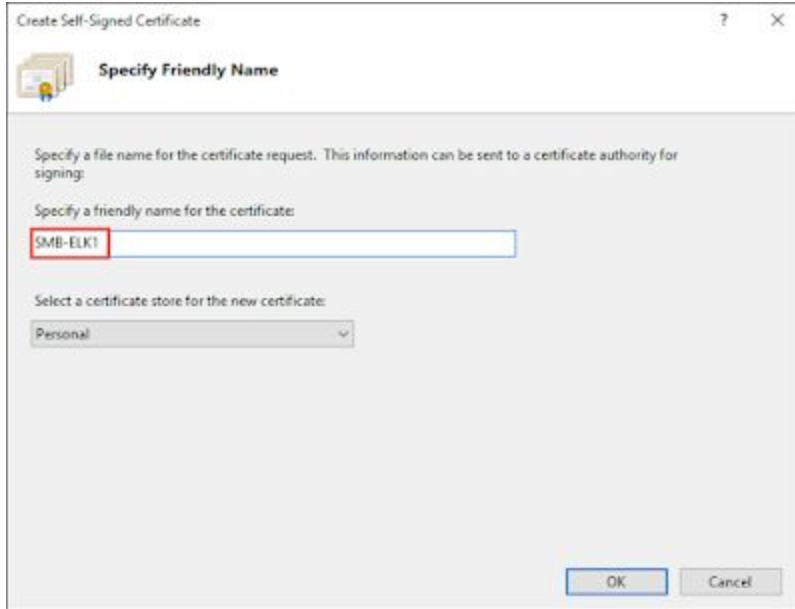 Create Self-Signed Certificate
?
Specify Friendly Name
Specify a file name for the certificate request. This information can be sent to a certificate authority for
signing:
Specify a friendly name for the certificate:
SMB-ELK1
Select a certificate store for the new certificate:
Personal
OK Cancel